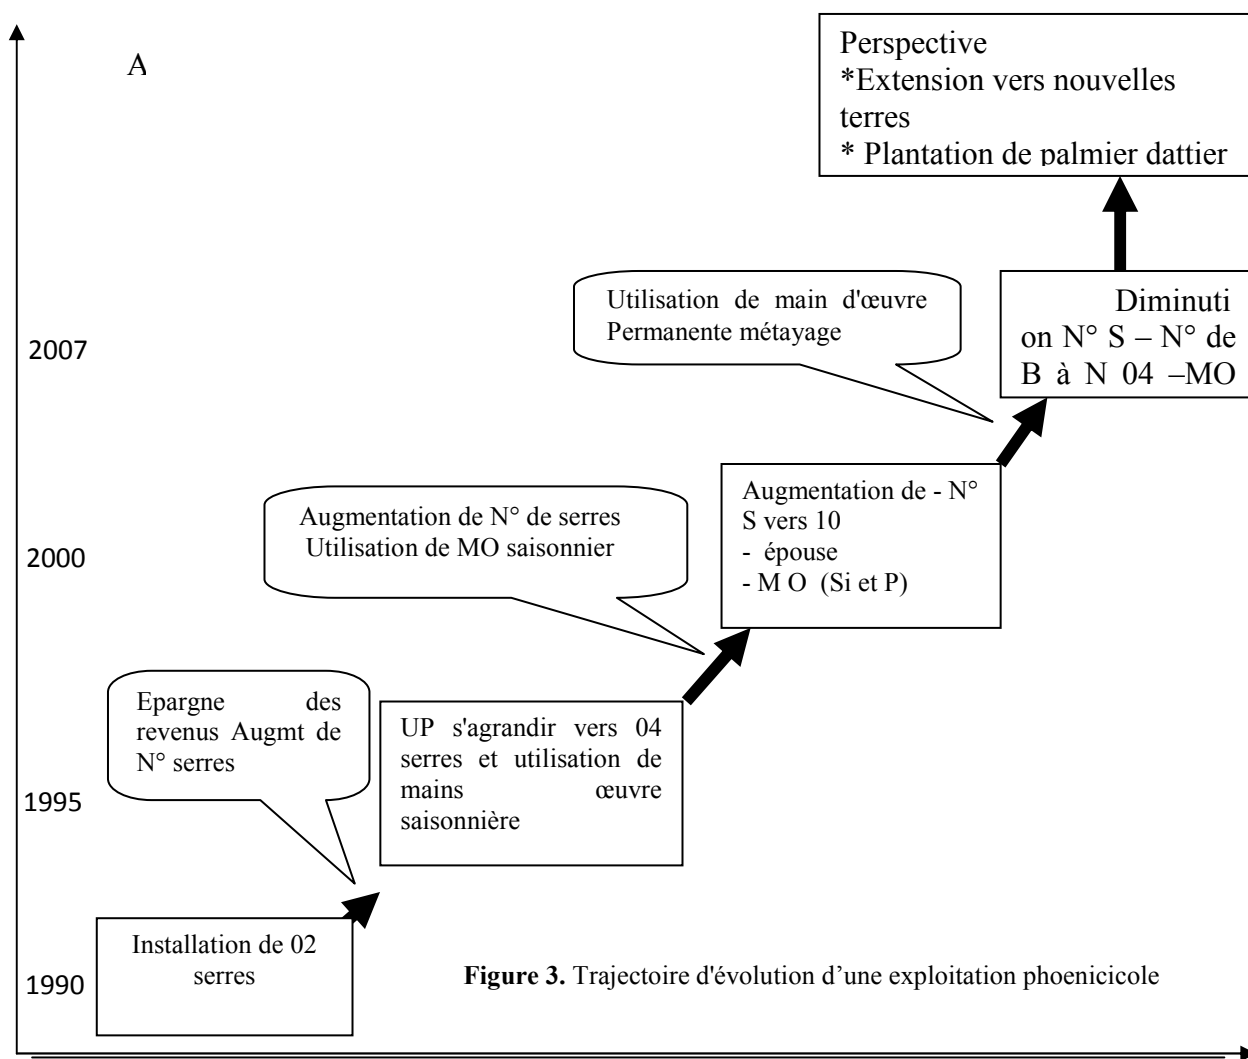 A
Perspective
*Extension vers nouvelles
terres
* Plantation de palmier dattier
Utilisation de main d'œuvre
Permanente métayage
Diminuti
on N° S – N° de
B à N 04 –MO
2007
Augmentation de N° de serres
Utilisation de MO saisonnier
Augmentation de - N°
S vers 10
- épouse
- M O (Si et P)
2000
Epargne des
revenus Augmt de
N° serres
UP s'agrandir vers 04
serres et utilisation de
mains œuvre
saisonnière
1995
Installation de 02
serres
1990
Figure 3. Trajectoire d'évolution d’une exploitation phoenicicole